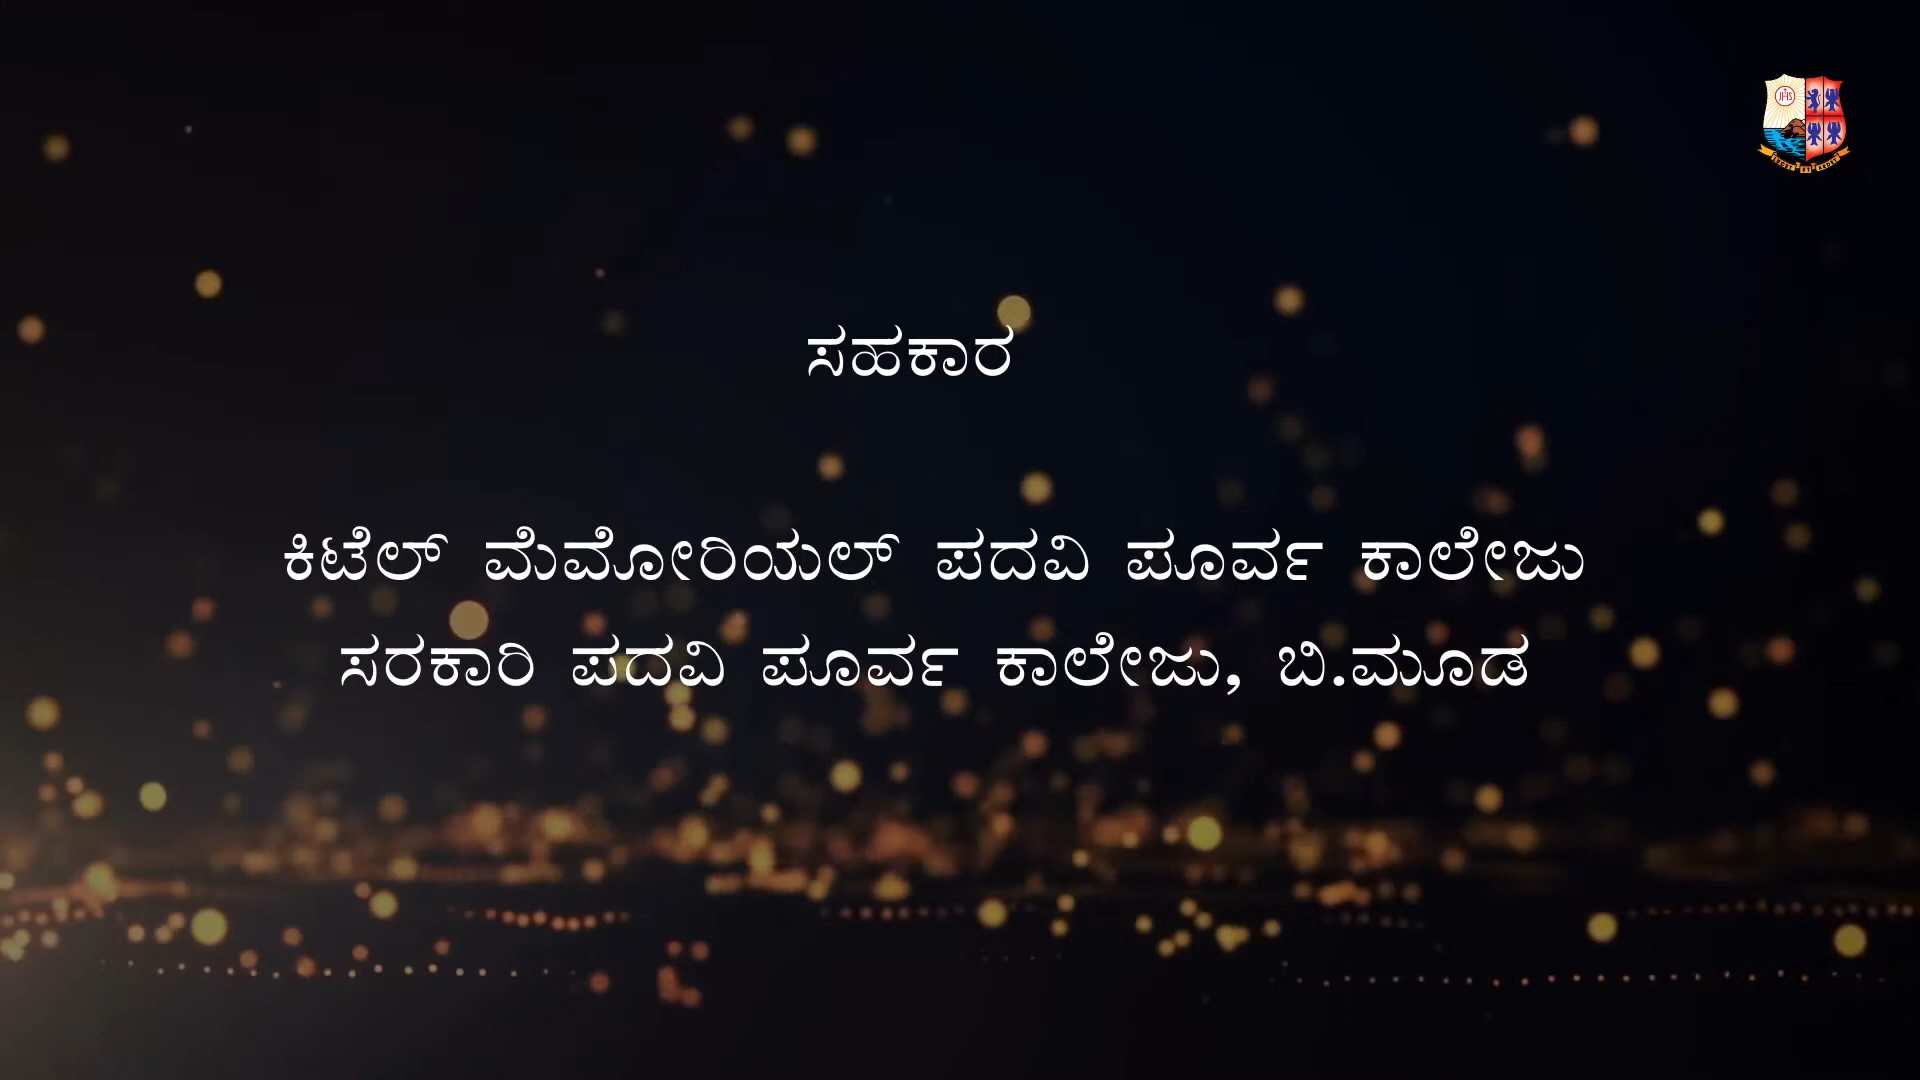 ಸಹಕಾರ
ಕಿಟೆಲ್ ಮೆಮೋರಿಯಲ್ ಪದವಿ ಪೂರ್ವ ಕಾಲೇಜು
ಸರಕಾರಿ ಪದವಿ ಪೂರ್ವ ಕಾಲೇಜು, ಬಿ.ಮೂಡ